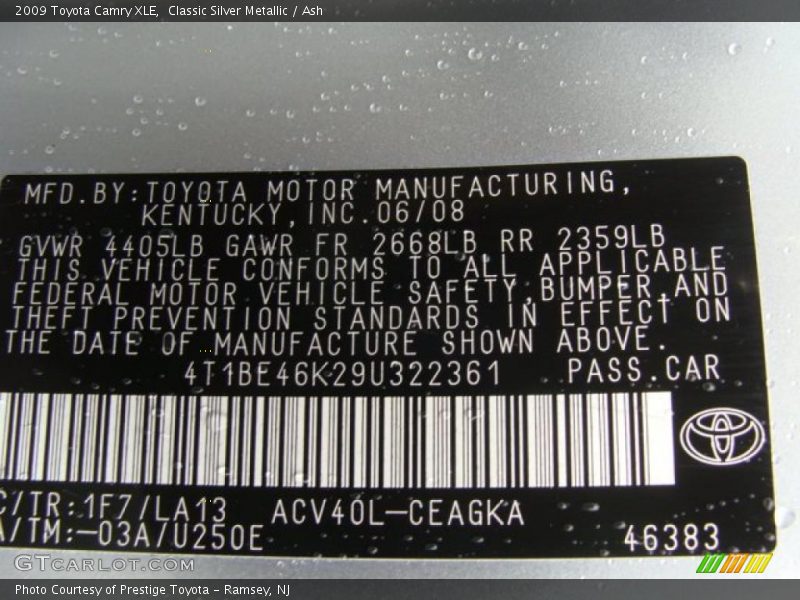 2009 Toyota Camry XLE,  Classic Silver Metallic / Ash
MFD.BY:TOYOTA MOTOR MANUFACTURING,
KENTUCKY,INC.06/08
GVWR 4405LB GAWR FR 2668LB RR 2359LB
THIS VEHICLE CONFORMS TO ALL APPLICABLE
FEDERAL MOTOR VEHICLE SAFETY,BUMPER,AND
THEFT PREVENTION STANDARDS IN EFFECT ON
THE DATE OF MANUFACTURE SHOWN ABOVE.
4T1BE46K29U322361 PASS.CAR
C/TR:1F7/LA13 ACV40L-CEAGKA
A/TM:-03A/U250E 46383
GTCARLOT.COM
Photo Courtesy of Prestige Toyota - Ramsey, NJ